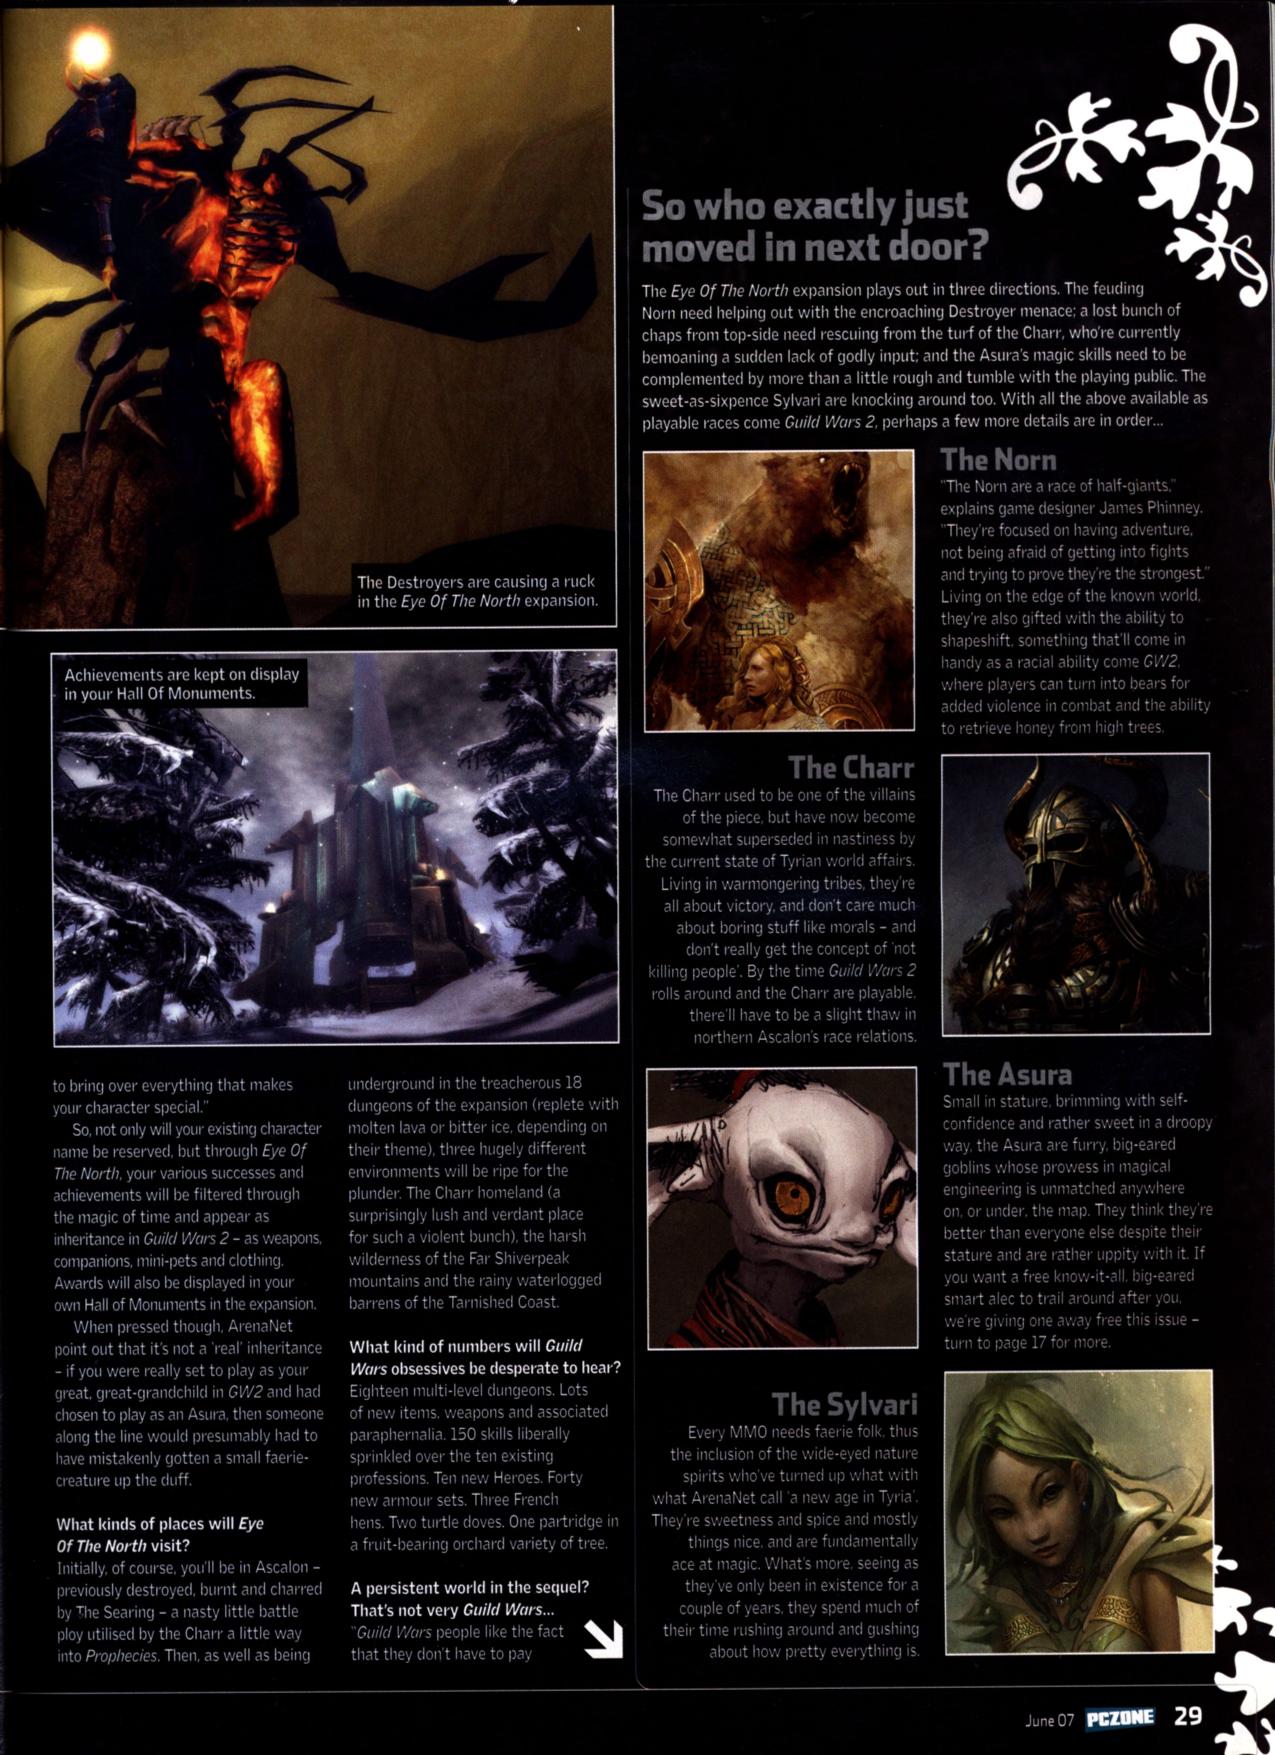 The Destroyers are causing a ruck
in the Eye Of The North expansion.
Achievements are kept on display
in your Hall Of Monuments.
to bring over everything that makes
your character special."
So, not only will your existing character
name be reserved, but through Eye Of
The North, your various successes and
achievements will be filtered through
the magic of time and appear as
inheritance in Guild Wars 2 – as weapons,
companions, mini-pets and clothing.
Awards will also be displayed in your
own Hall of Monuments in the expansion.
When pressed though, ArenaNet
point out that it's not a 'real' inheritance
– if you were really set to play as your
great, great-grandchild in GW2 and had
chosen to play as an Asura, then someone
along the line would presumably had to
have mistakenly gotten a small faerie-
creature up the duff.
What kinds of places will Eye
Of The North visit?
Initially, of course, you'll be in Ascalon –
previously destroyed, burnt and charred
by The Searing – a nasty little battle
ploy utilised by the Charr a little way
into Prophecies. Then, as well as being
underground in the treacherous 18
dungeons of the expansion (replete with
molten lava or bitter ice, depending on
their theme), three hugely different
environments will be ripe for the
plunder. The Charr homeland (a
surprisingly lush and verdant place
for such a violent bunch), the harsh
wilderness of the Far Shiverpeak
mountains and the rainy waterlogged
barrens of the Tarnished Coast.
What kind of numbers will Guild
Wars obsessives be desperate to hear?
Eighteen multi-level dungeons. Lots
of new items, weapons and associated
paraphernalia. 150 skills liberally
sprinkled over the ten existing
professions. Ten new Heroes. Forty
new armour sets. Three French
hens. Two turtle doves. One partridge in
a fruit-bearing orchard variety of tree.
A persistent world in the sequel?
That's not very Guild Wars...
"Guild Wars people like the fact
that they don't have to pay
So who exactly just
moved in next door?
The Eye Of The North expansion plays out in three directions. The feuding
Norn need helping out with the encroaching Destroyer menace; a lost bunch of
chaps from top-side need rescuing from the turf of the Charr, who're currently
bemoaning a sudden lack of godly input; and the Asura's magic skills need to be
complemented by more than a little rough and tumble with the playing public. The
sweet-as-sixpence Sylvari are knocking around too. With all the above available as
playable races come Guild Wars 2, perhaps a few more details are in order...
The Norn
"The Norn are a race of half-giants,"
explains game designer James Phinney.
"They're focused on having adventure,
not being afraid of getting into fights
and trying to prove they're the strongest."
Living on the edge of the known world,
they're also gifted with the ability to
shapeshift, something that'll come in
handy as a racial ability come GW2,
where players can turn into bears for
added violence in combat and the ability
to retrieve honey from high trees.
The Charr
The Charr used to be one of the villains
of the piece, but have now become
somewhat superseded in nastiness by
the current state of Tyrian world affairs.
Living in warmongering tribes, they're
all about victory, and don't care much
about boring stuff like morals – and
don't really get the concept of 'not
killing people'. By the time Guild Wars 2
rolls around and the Charr are playable,
there'll have to be a slight thaw in
northern Ascalon's race relations.
The Asura
Small in stature, brimming with self-
confidence and rather sweet in a droopy
way, the Asura are furry, big-eared
goblins whose prowess in magical
engineering is unmatched anywhere
on, or under, the map. They think they're
better than everyone else despite their
stature and are rather uppity with it. If
you want a free know-it-all, big-eared
smart alec to trail around after you,
we're giving one away free this issue –
turn to page 17 for more.
The Sylvari
Every MMO needs faerie folk, thus
the inclusion of the wide-eyed nature
spirits who've turned up what with
what ArenaNet call 'a new age in Tyria'.
They're sweetness and spice and mostly
things nice, and are fundamentally
ace at magic. What's more, seeing as
they've only been in existence for a
couple of years, they spend much of
their time rushing around and gushing
about how pretty everything is.
June 07 PCZONE 29